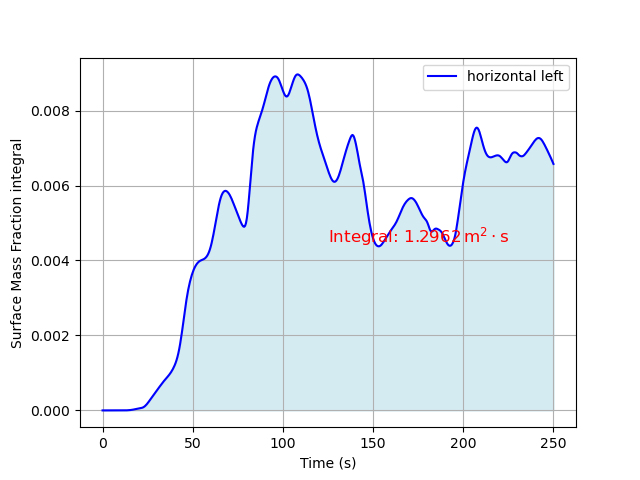 horizontal left
Surface Mass Fraction integral
0.008
0.006
0.004
0.002
0.000
Integral: 1.2962 m² · s
0 50 100 150 200 250
Time (s)